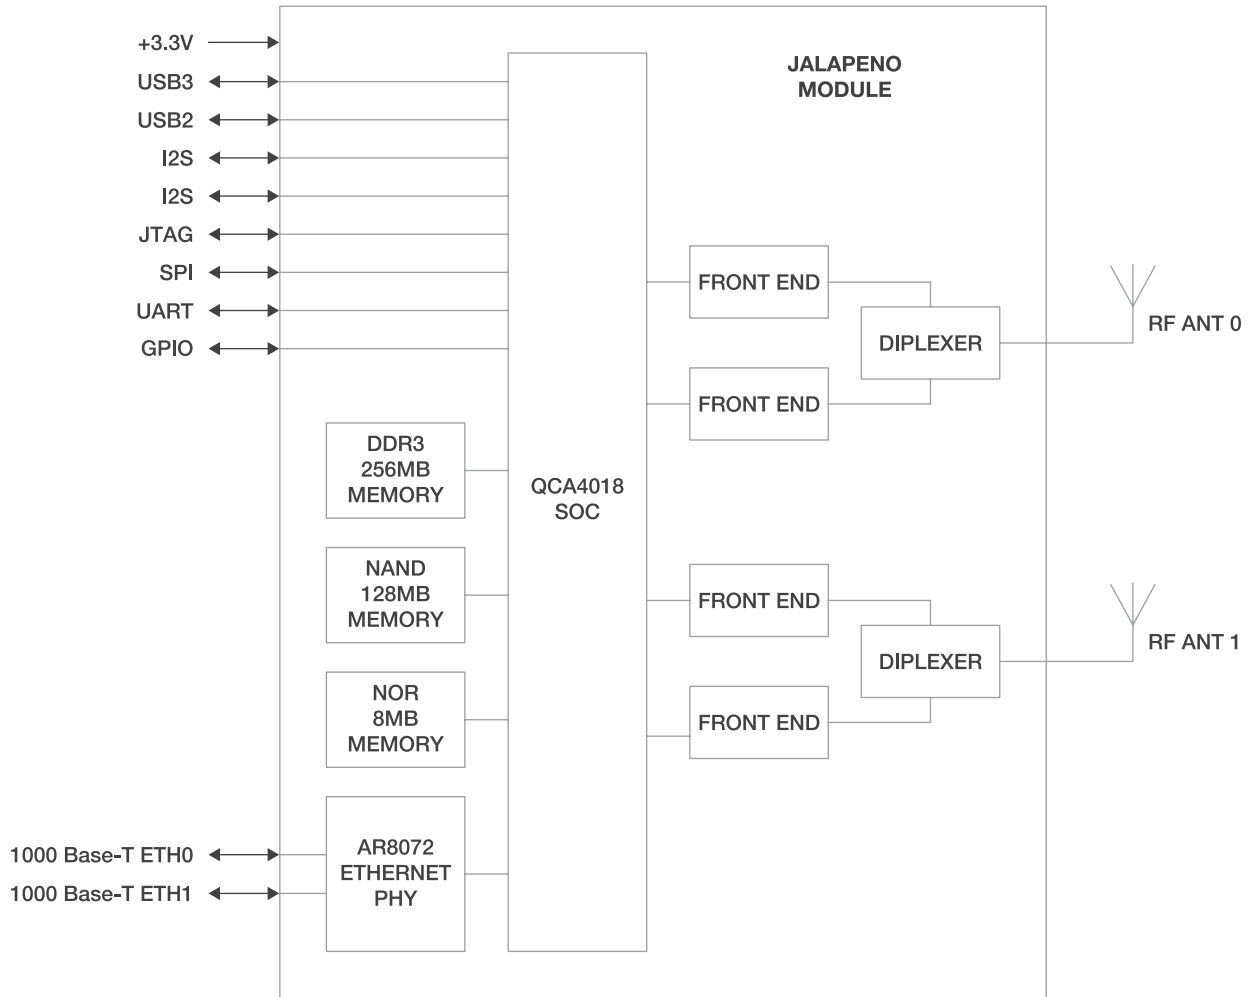 +3.3V
USB3
USB2
I2S
I2S
JTAG
SPI
UART
GPIO
JALAPENO
MODULE
FRONT END
DIPLEXER
RF ANT 0
FRONT END
DDR3
256MB
MEMORY
QCA4018
SOC
NAND
128MB
MEMORY
FRONT END
DIPLEXER
RF ANT 1
FRONT END
NOR
8MB
MEMORY
1000 Base-T ETH0
1000 Base-T ETH1
AR8072
ETHERNET
PHY